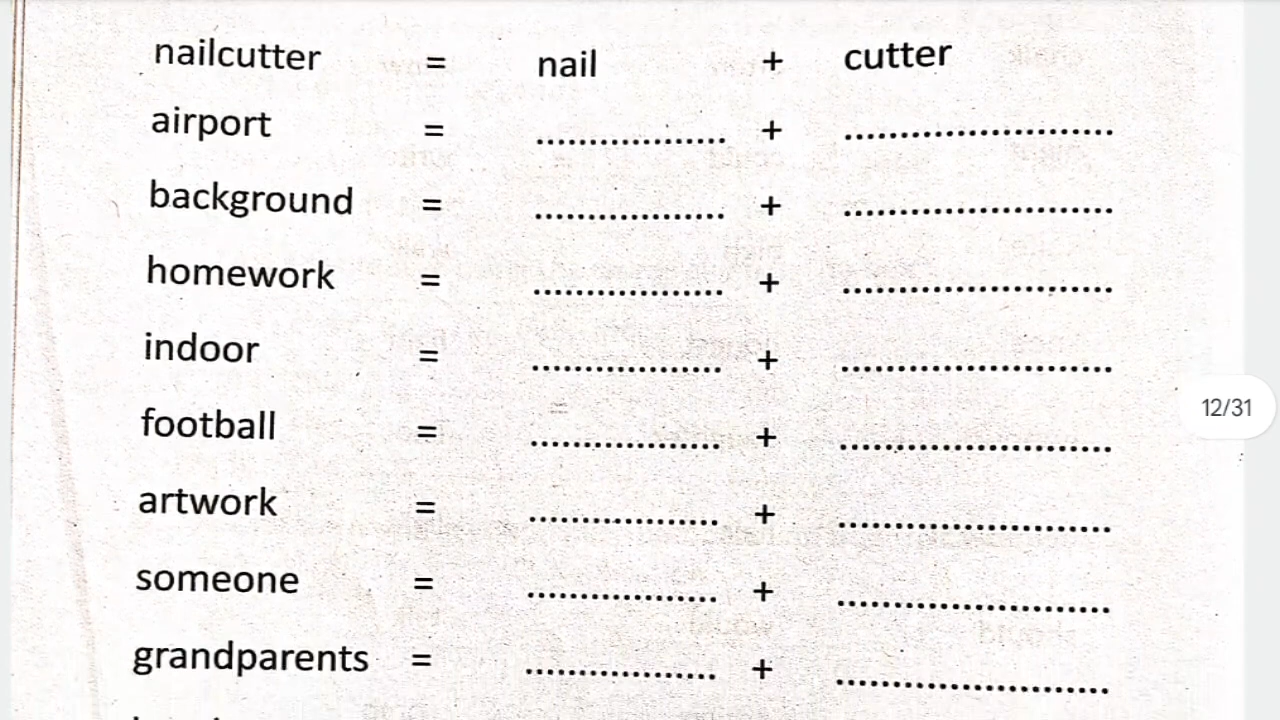 nailcutter = nail + cutter
airport = .................... + .............................
background = .................... + .............................
homework = .................... + .............................
indoor = .................... + .............................
football = .................... + .............................
artwork = .................... + .............................
someone = .................... + .............................
grandparents = .................... + .............................
12/31